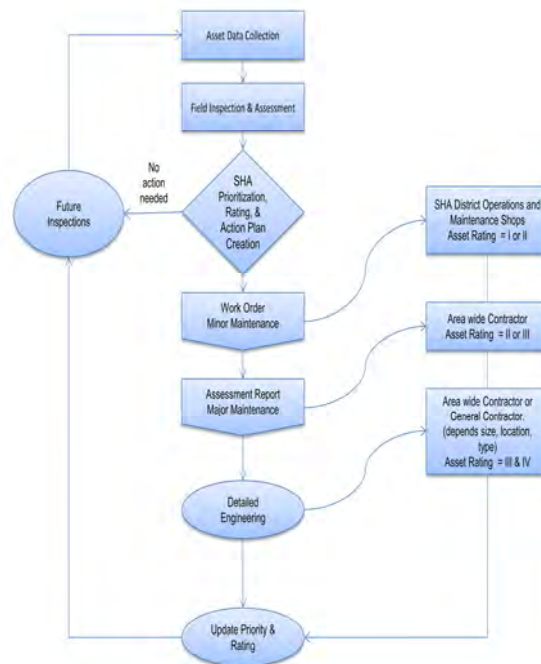 Asset Data Collection
Field Inspection & Assessment
No
action
needed
SHA
Prioritization,
Rating, &
Action Plan
Creation
Future
Inspections
SHA District Operations and
Maintenance Shops
Asset Rating = I or II
Work Order
Minor Maintenance
Area wide Contractor
Asset Rating = II or III
Assessment Report
Major Maintenance
Area wide Contractor or
General Contractor.
(depends size, location,
type)
Asset Rating = III & IV
Detailed
Engineering
Update Priority &
Rating